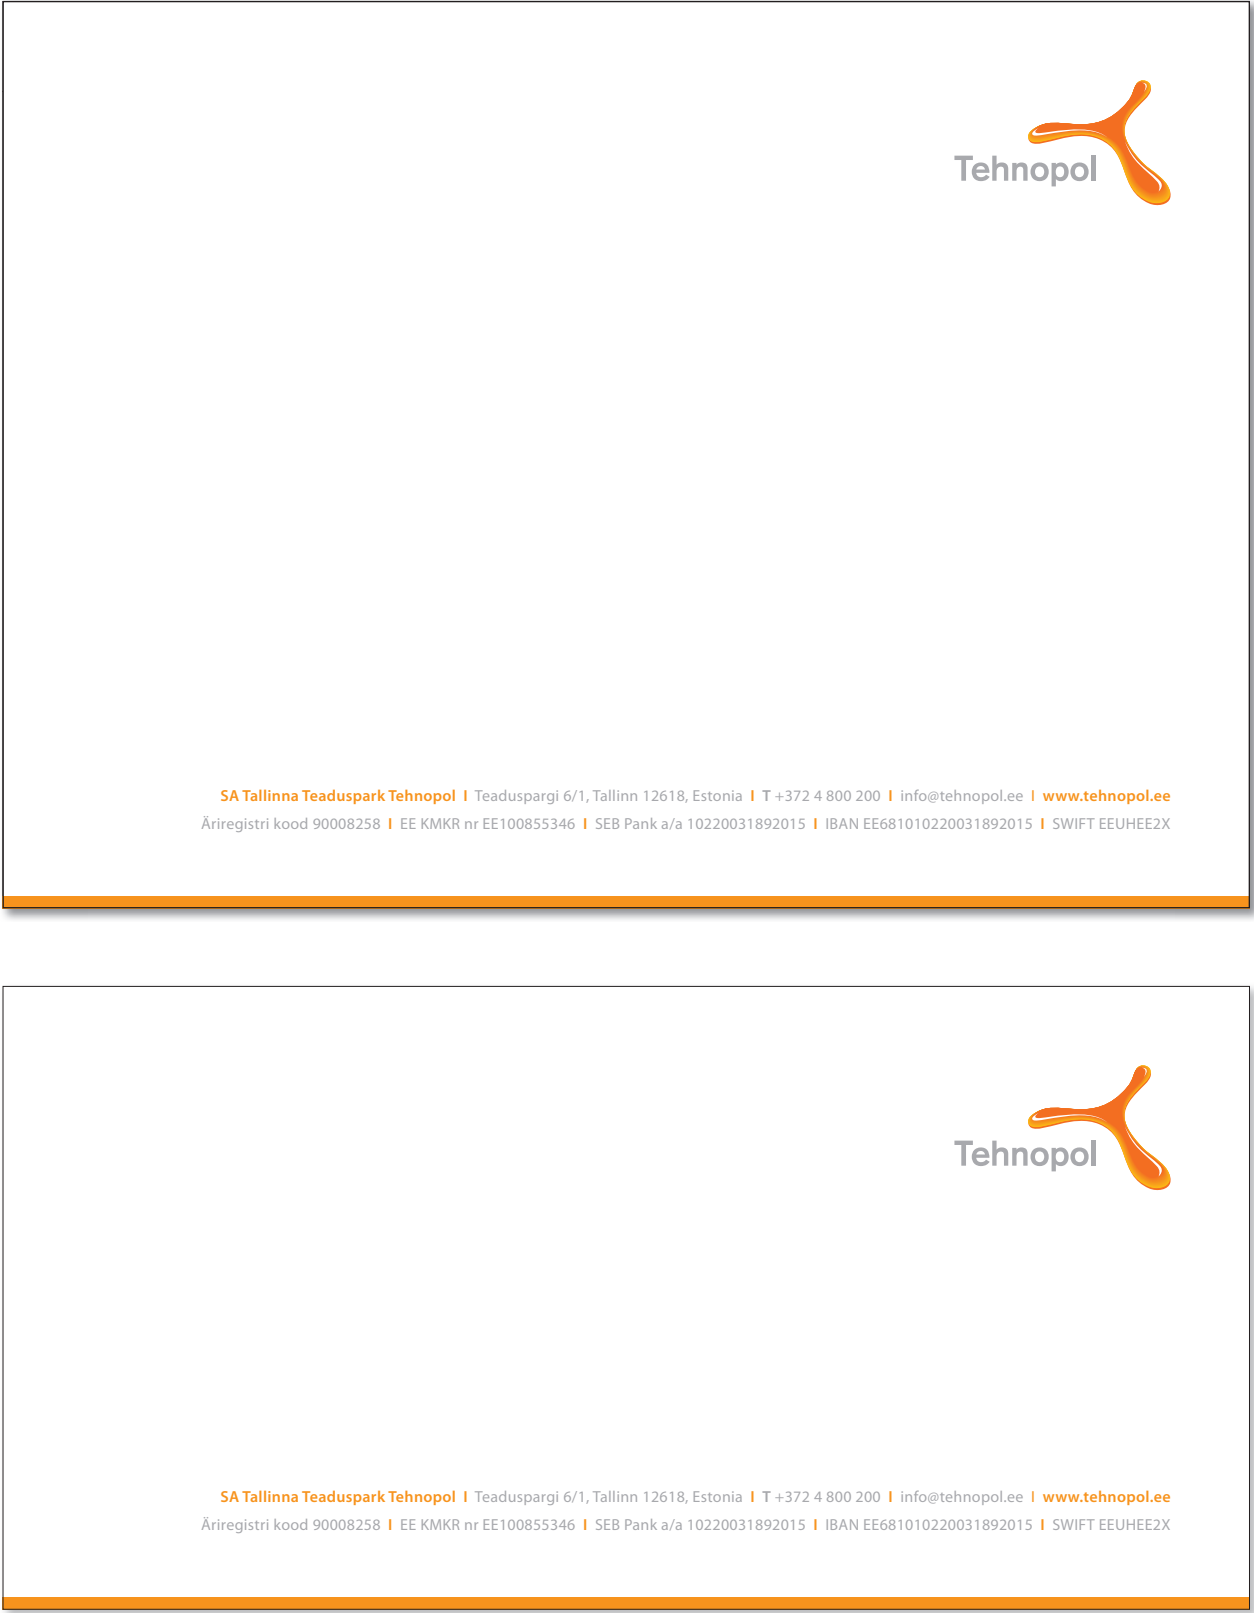 Tehnopol
SA Tallinna Teaduspark Tehnopol I Teaduspargi 6/1, Tallinn 12618, Estonia I T +372 4 800 200 I info@tehnopol.ee I www.tehnopol.ee
Äriregistri kood 90008258 I EE KMKR nr EE100855346 I SEB Pank a/a 10220031892015 I IBAN EE681010220031892015 I SWIFT EEUHEE2X
Tehnopol
SA Tallinna Teaduspark Tehnopol I Teaduspargi 6/1, Tallinn 12618, Estonia I T +372 4 800 200 I info@tehnopol.ee I www.tehnopol.ee
Äriregistri kood 90008258 I EE KMKR nr EE100855346 I SEB Pank a/a 10220031892015 I IBAN EE681010220031892015 I SWIFT EEUHEE2X